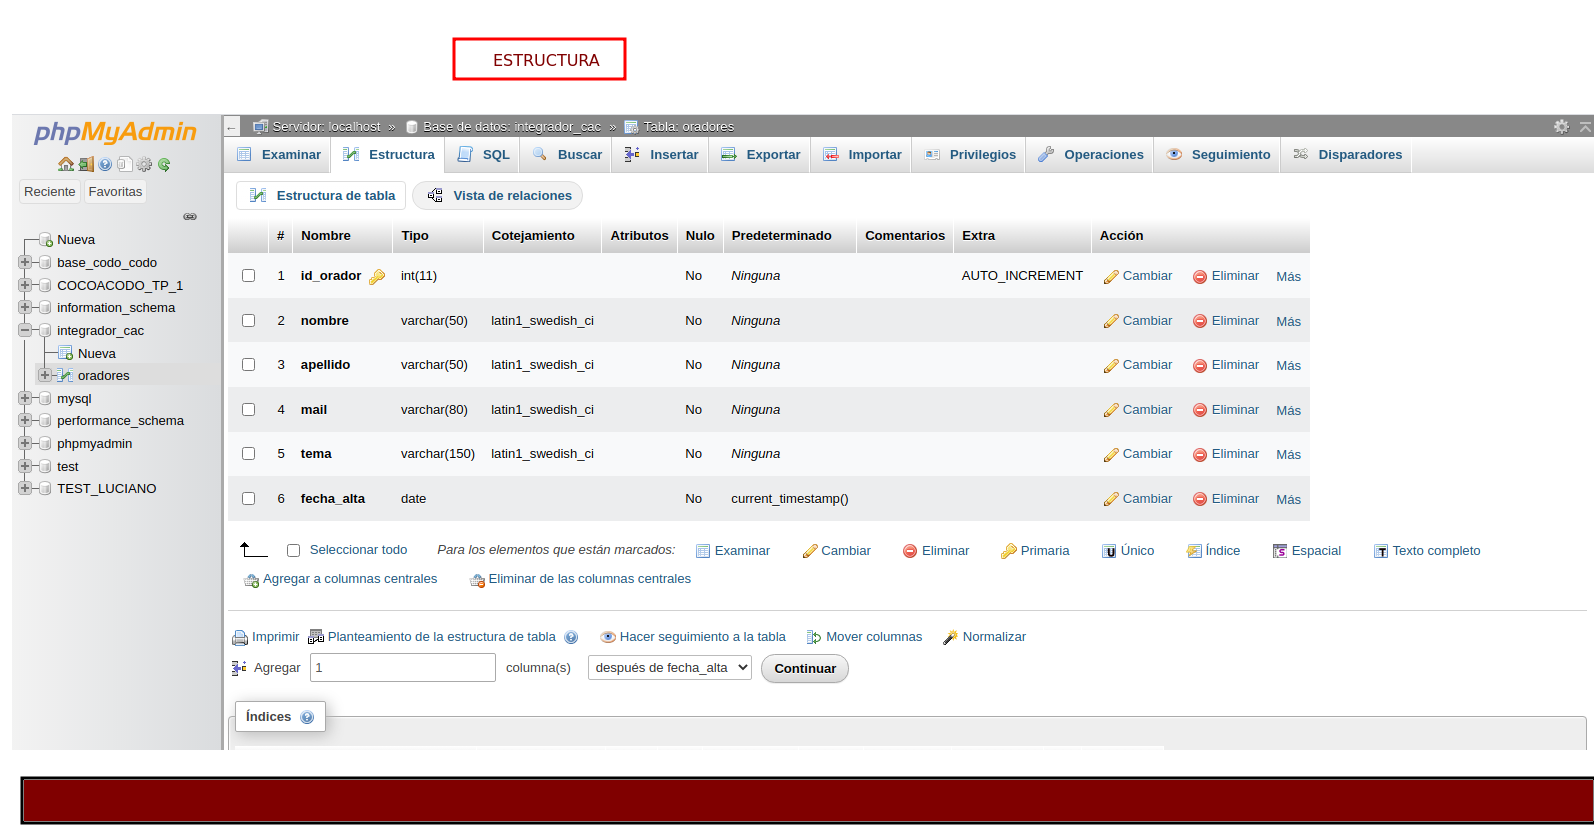 ESTRUCTURA
phpMyAdmin
Reciente Favoritas
Nueva
base_codo_codo
COCOACODO_TP_1
information_schema
integrador_cac
Nueva
oradores
mysql
performance_schema
phpmyadmin
test
TEST_LUCIANO
← Servidor: localhost » Base de datos: integrador_cac » Tabla: oradores
Examinar Estructura SQL Buscar Insertar Exportar Importar Privilegios Operaciones Seguimiento Disparadores
Estructura de tabla Vista de relaciones
# Nombre Tipo Cotejamiento Atributos Nulo Predeterminado Comentarios Extra Acción
1 id_orador int(11) No Ninguna AUTO_INCREMENT Cambiar Eliminar Más
2 nombre varchar(50) latin1_swedish_ci No Ninguna Cambiar Eliminar Más
3 apellido varchar(50) latin1_swedish_ci No Ninguna Cambiar Eliminar Más
4 mail varchar(80) latin1_swedish_ci No Ninguna Cambiar Eliminar Más
5 tema varchar(150) latin1_swedish_ci No Ninguna Cambiar Eliminar Más
6 fecha_alta date No current_timestamp() Cambiar Eliminar Más
Seleccionar todo Para los elementos que están marcados: Examinar Cambiar Eliminar Primaria Único Índice Espacial Texto completo
Agregar a columnas centrales Eliminar de las columnas centrales
Imprimir Planteamiento de la estructura de tabla Hacer seguimiento a la tabla Mover columnas Normalizar
Agregar 1 columna(s) después de fecha_alta Continuar
Índices